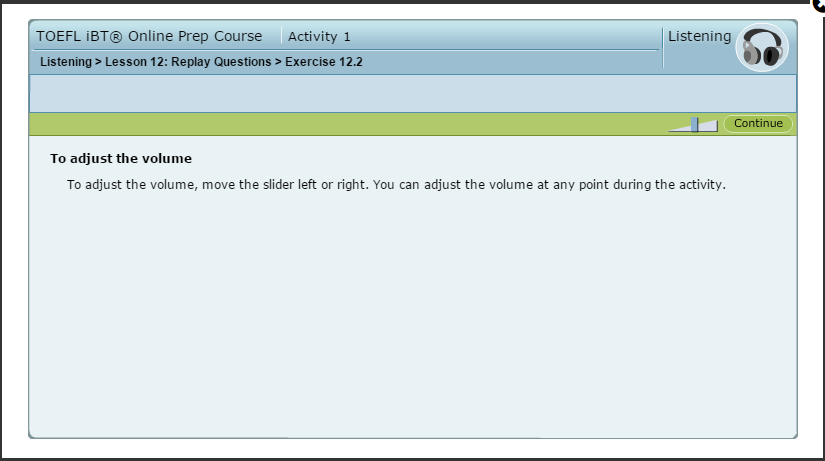 TOEFL iBT® Online Prep Course Activity 1 Listening
Listening > Lesson 12: Replay Questions > Exercise 12.2
Continue
To adjust the volume
To adjust the volume, move the slider left or right. You can adjust the volume at any point during the activity.